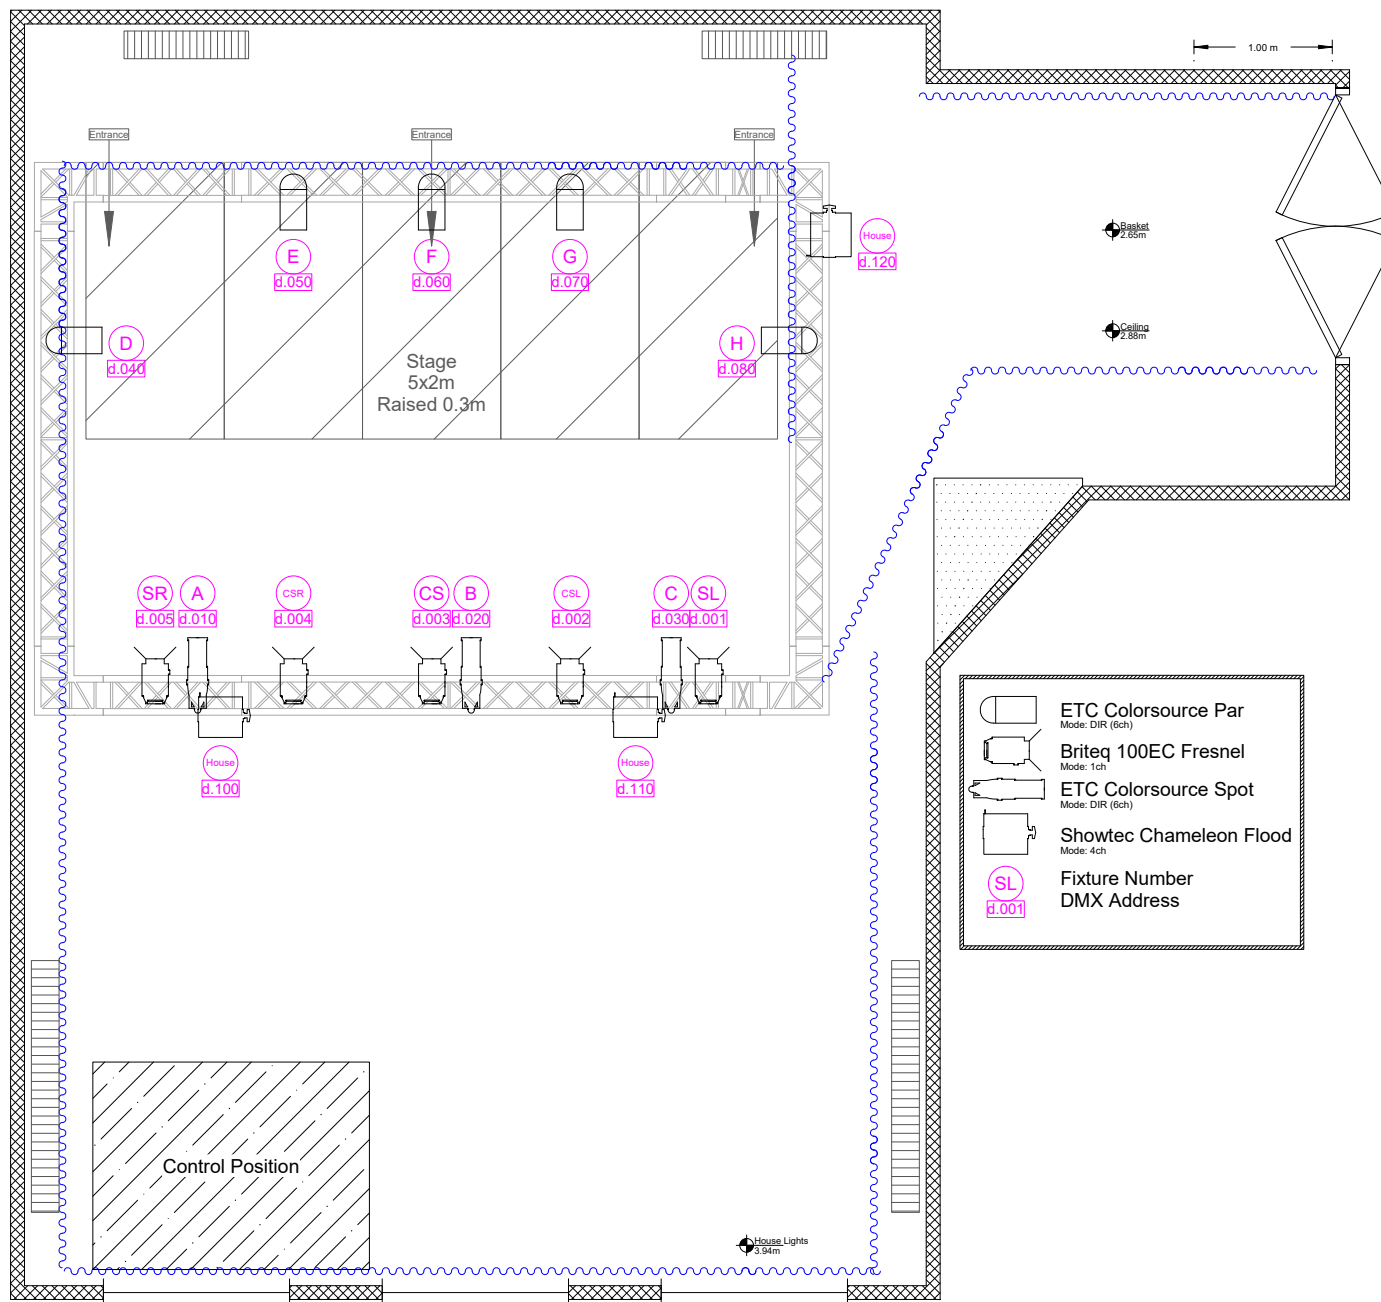 1.00 m
Entrance
Entrance
Entrance
Basket
2.65m
House
d.120
E
d.050
F
d.060
G
d.070
Ceiling
2.88m
D
d.040
H
d.080
Stage
5x2m
Raised 0.3m
SR
d.005
A
d.010
CSR
d.004
CS
d.003
B
d.020
CSL
d.002
C
d.030
SL
d.001
House
d.100
House
d.110
ETC Colorsource Par
Mode: DIR (6ch)
Briteq 100EC Fresnel
Mode: 1ch
ETC Colorsource Spot
Mode: DIR (6ch)
Showtec Chameleon Flood
Mode: 4ch
SL
d.001
Fixture Number
DMX Address
Control Position
House Lights
3.94m